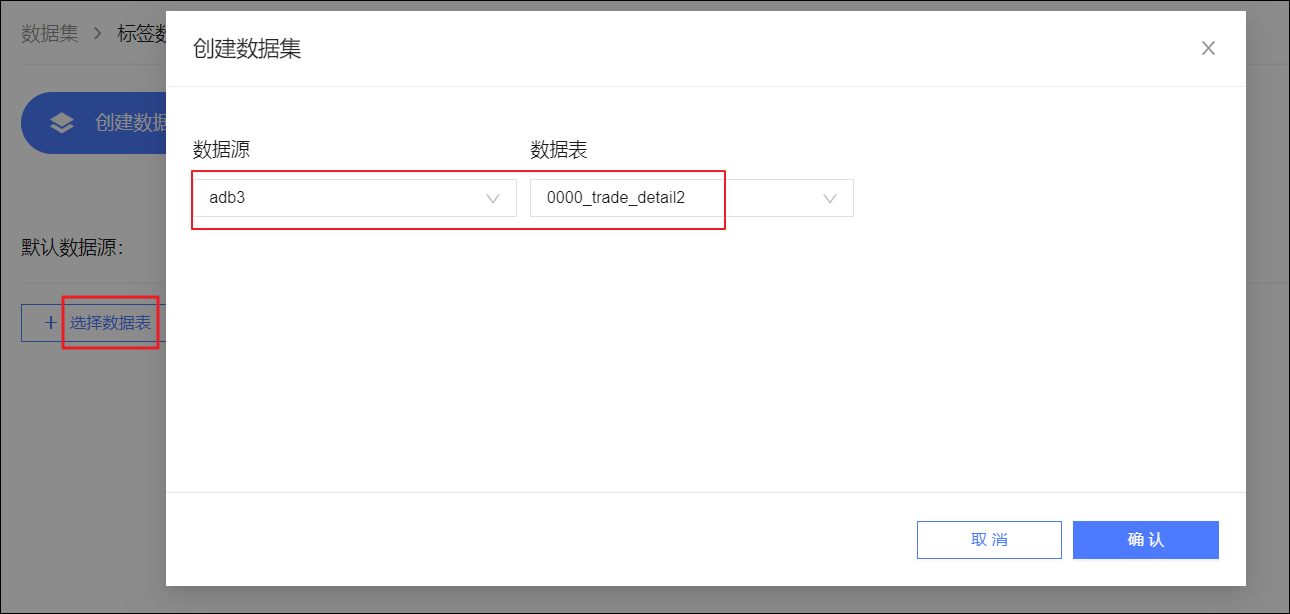 数据集 > 标签数
创建数据集
创建数据
数据源 数据表
adb3 0000_trade_detail2
默认数据源:
+ 选择数据表
取 消 确 认